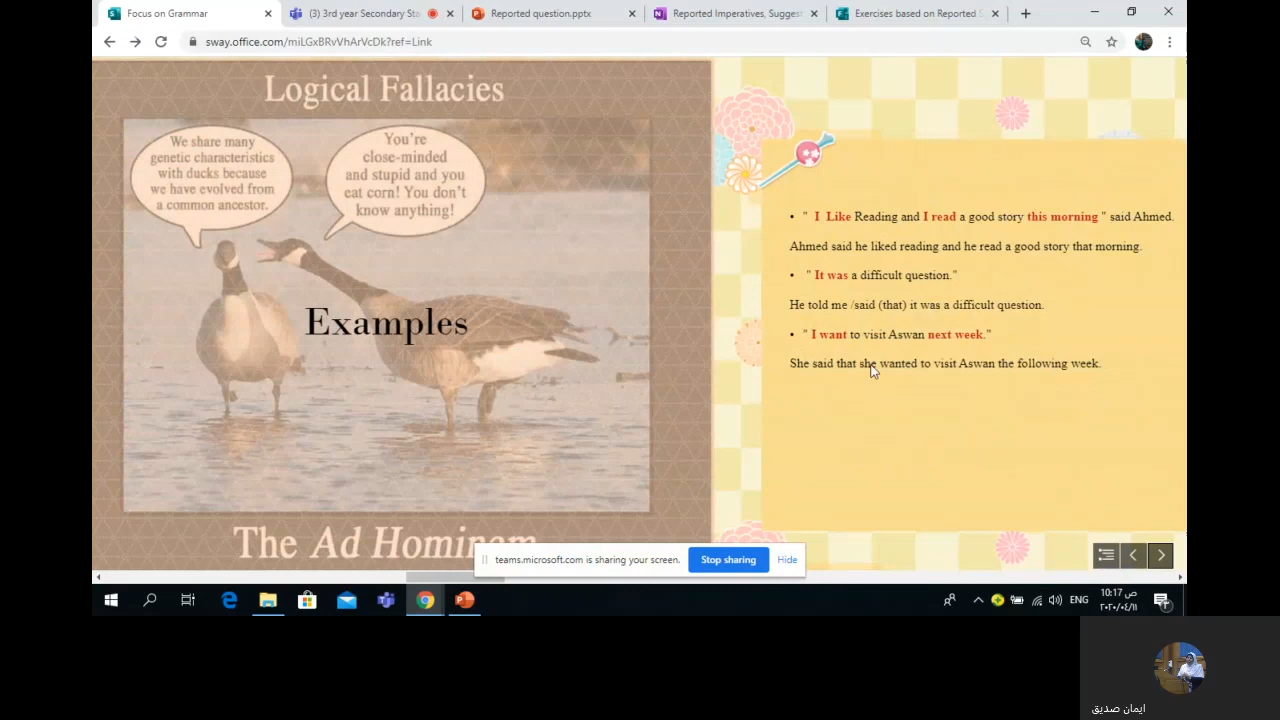 Focus on Grammar
(3) 3rd year Secondary Sta
Reported question.pptx
Reported Imperatives, Suggest
Exercises based on Reported S
sway.office.com/miLGxBRvVhArVcDk?ref=Link
Logical Fallacies
We share many
genetic characteristics
with ducks because
we have evolved from
a common ancestor.
You're
close-minded
and stupid and you
eat corn! You don't
know anything!
Examples
The Ad Hominem
• " I Like Reading and I read a good story this morning " said Ahmed.
Ahmed said he liked reading and he read a good story that morning.
• " It was a difficult question."
He told me /said (that) it was a difficult question.
• " I want to visit Aswan next week."
She said that she wanted to visit Aswan the following week.
teams.microsoft.com is sharing your screen.
Stop sharing
Hide
ENG
10:17 ص
٢٠٢٠/٠٤/١١
ايمان صديق